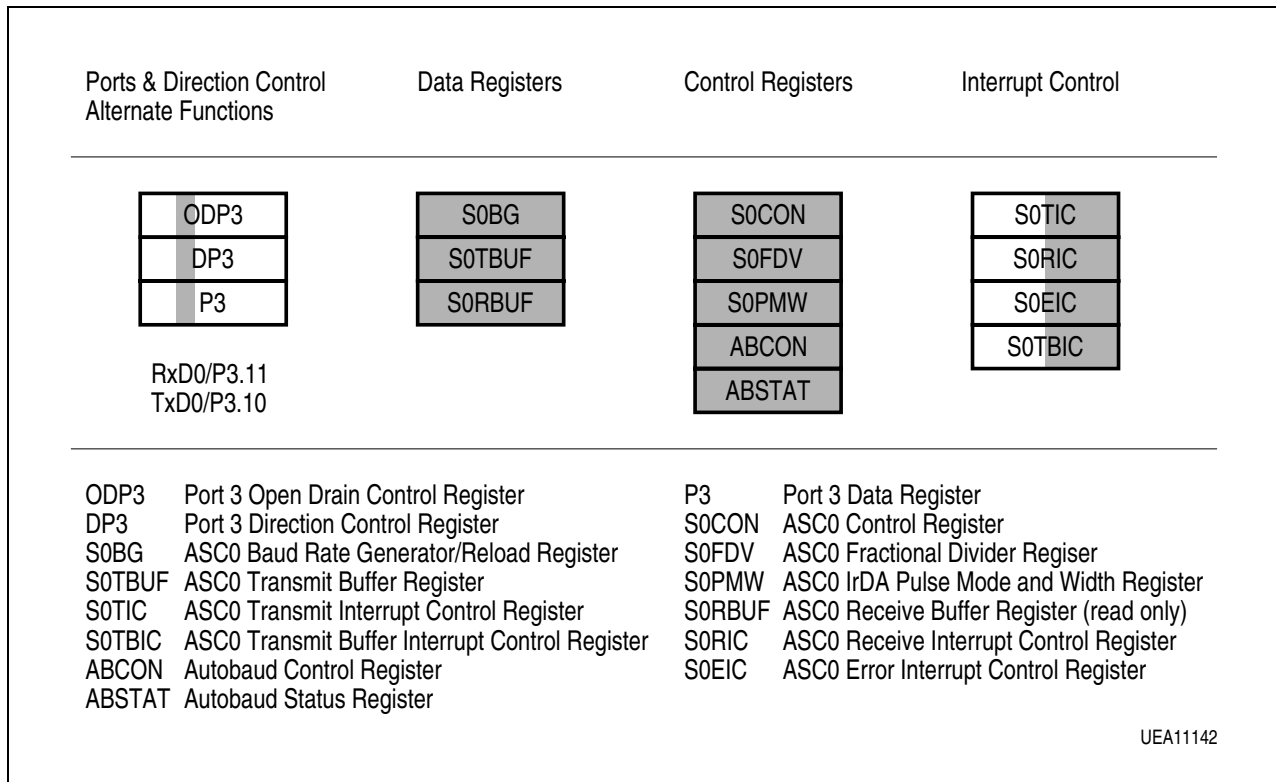 Ports & Direction Control
Alternate Functions
Data Registers
Control Registers
Interrupt Control
ODP3
DP3
P3
RxD0/P3.11
TxD0/P3.10
S0BG
S0TBUF
S0RBUF
S0CON
S0FDV
S0PMW
ABCON
ABSTAT
S0TIC
S0RIC
S0EIC
S0TBIC
ODP3 Port 3 Open Drain Control Register
DP3 Port 3 Direction Control Register
S0BG ASC0 Baud Rate Generator/Reload Register
S0TBUF ASC0 Transmit Buffer Register
S0TIC ASC0 Transmit Interrupt Control Register
S0TBIC ASC0 Transmit Buffer Interrupt Control Register
ABCON Autobaud Control Register
ABSTAT Autobaud Status Register
P3 Port 3 Data Register
S0CON ASC0 Control Register
S0FDV ASC0 Fractional Divider Regiser
S0PMW ASC0 IrDA Pulse Mode and Width Register
S0RBUF ASC0 Receive Buffer Register (read only)
S0RIC ASC0 Receive Interrupt Control Register
S0EIC ASC0 Error Interrupt Control Register
UEA11142